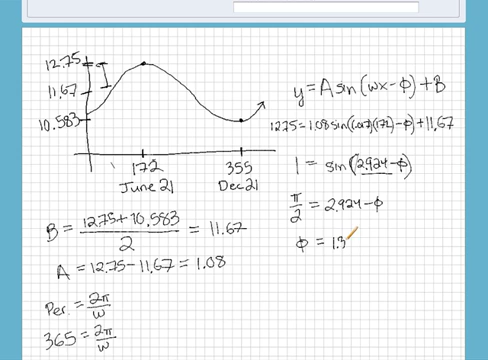 12.75
11.67
10.583
172
June 21
355
Dec 21
B = 12.75 + 10.583 / 2 = 11.67
A = 12.75 - 11.67 = 1.08
Per. = 2π / w
365 = 2π / w
y = A sin (wx - φ) + B
12.75 = 1.08 sin((.017)(172) - φ) + 11.67
1 = sin (2.924 - φ)
π / 2 = 2.924 - φ
φ = 1.3